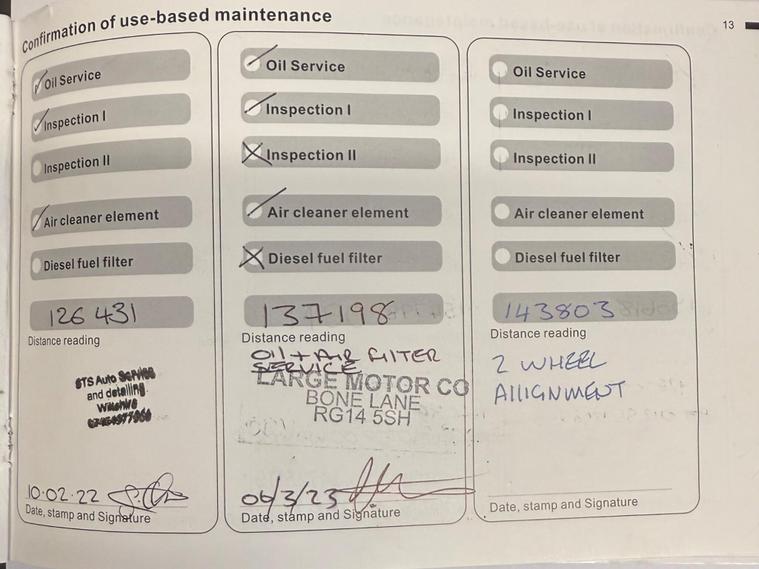 Confirmation of use-based maintenance
13
Oil Service
Inspection I
Inspection II
Air cleaner element
Diesel fuel filter
126 431
Distance reading
STS Auto Service
and detailing
Wiltshire
10.02.22
Date, stamp and Signature
Oil Service
Inspection I
Inspection II
Air cleaner element
Diesel fuel filter
137198
Distance reading
OIL + AIR FILTER
SERVICE
LARGE MOTOR CO
BONE LANE
RG14 5SH
06/3/23
Date, stamp and Signature
Oil Service
Inspection I
Inspection II
Air cleaner element
Diesel fuel filter
143803
Distance reading
2 WHEEL
AllIGNMENT
Date, stamp and Signature